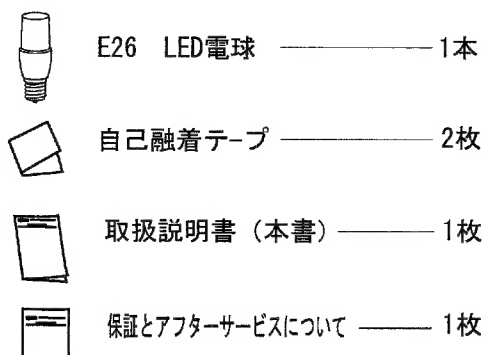 E26　LED電球 ――― 1本
自己融着テープ ――― 2枚
取扱説明書（本書） ――― 1枚
保証とアフターサービスについて ――― 1枚